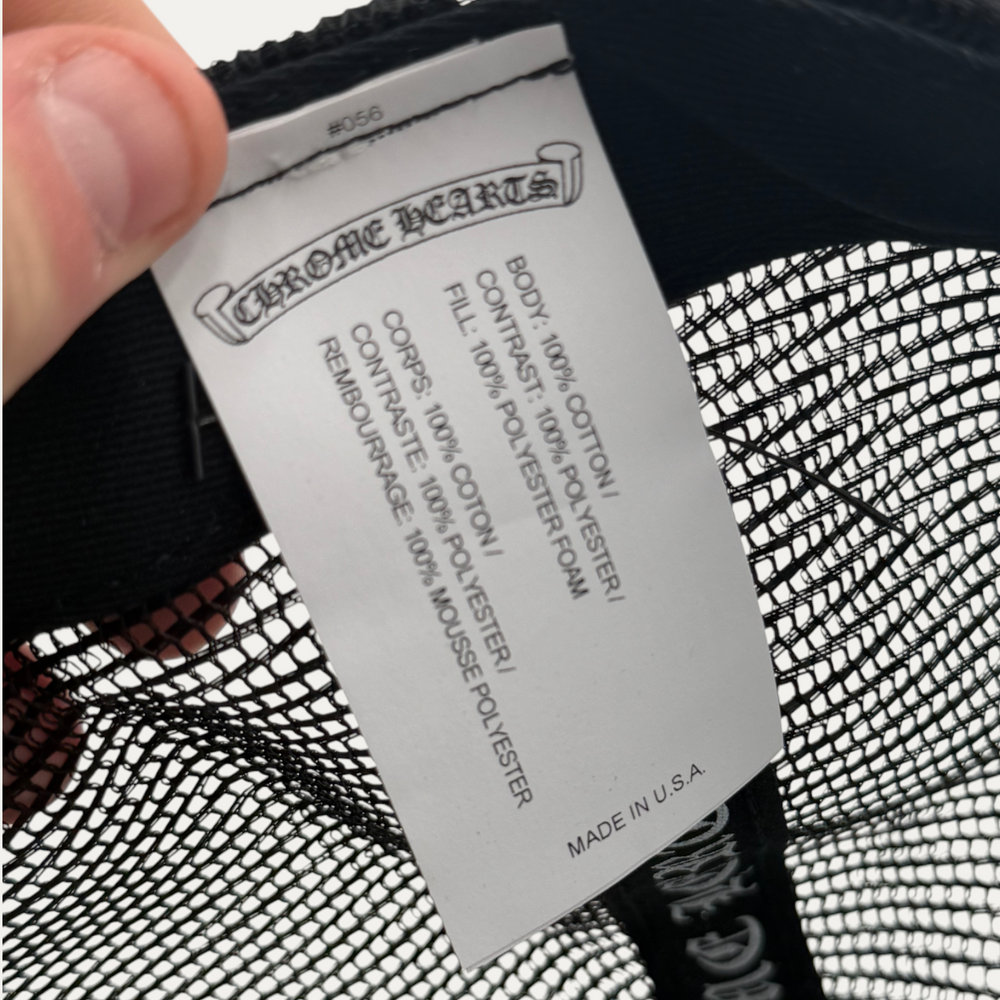 #056
CHROME HEARTS
BODY: 100% COTTON /
CONTRAST: 100% POLYESTER /
FILL: 100% POLYESTER FOAM
CORPS: 100% COTON /
CONTRASTE: 100% POLYESTER /
REMBOURRAGE: 100% MOUSSE POLYESTER
MADE IN U.S.A.